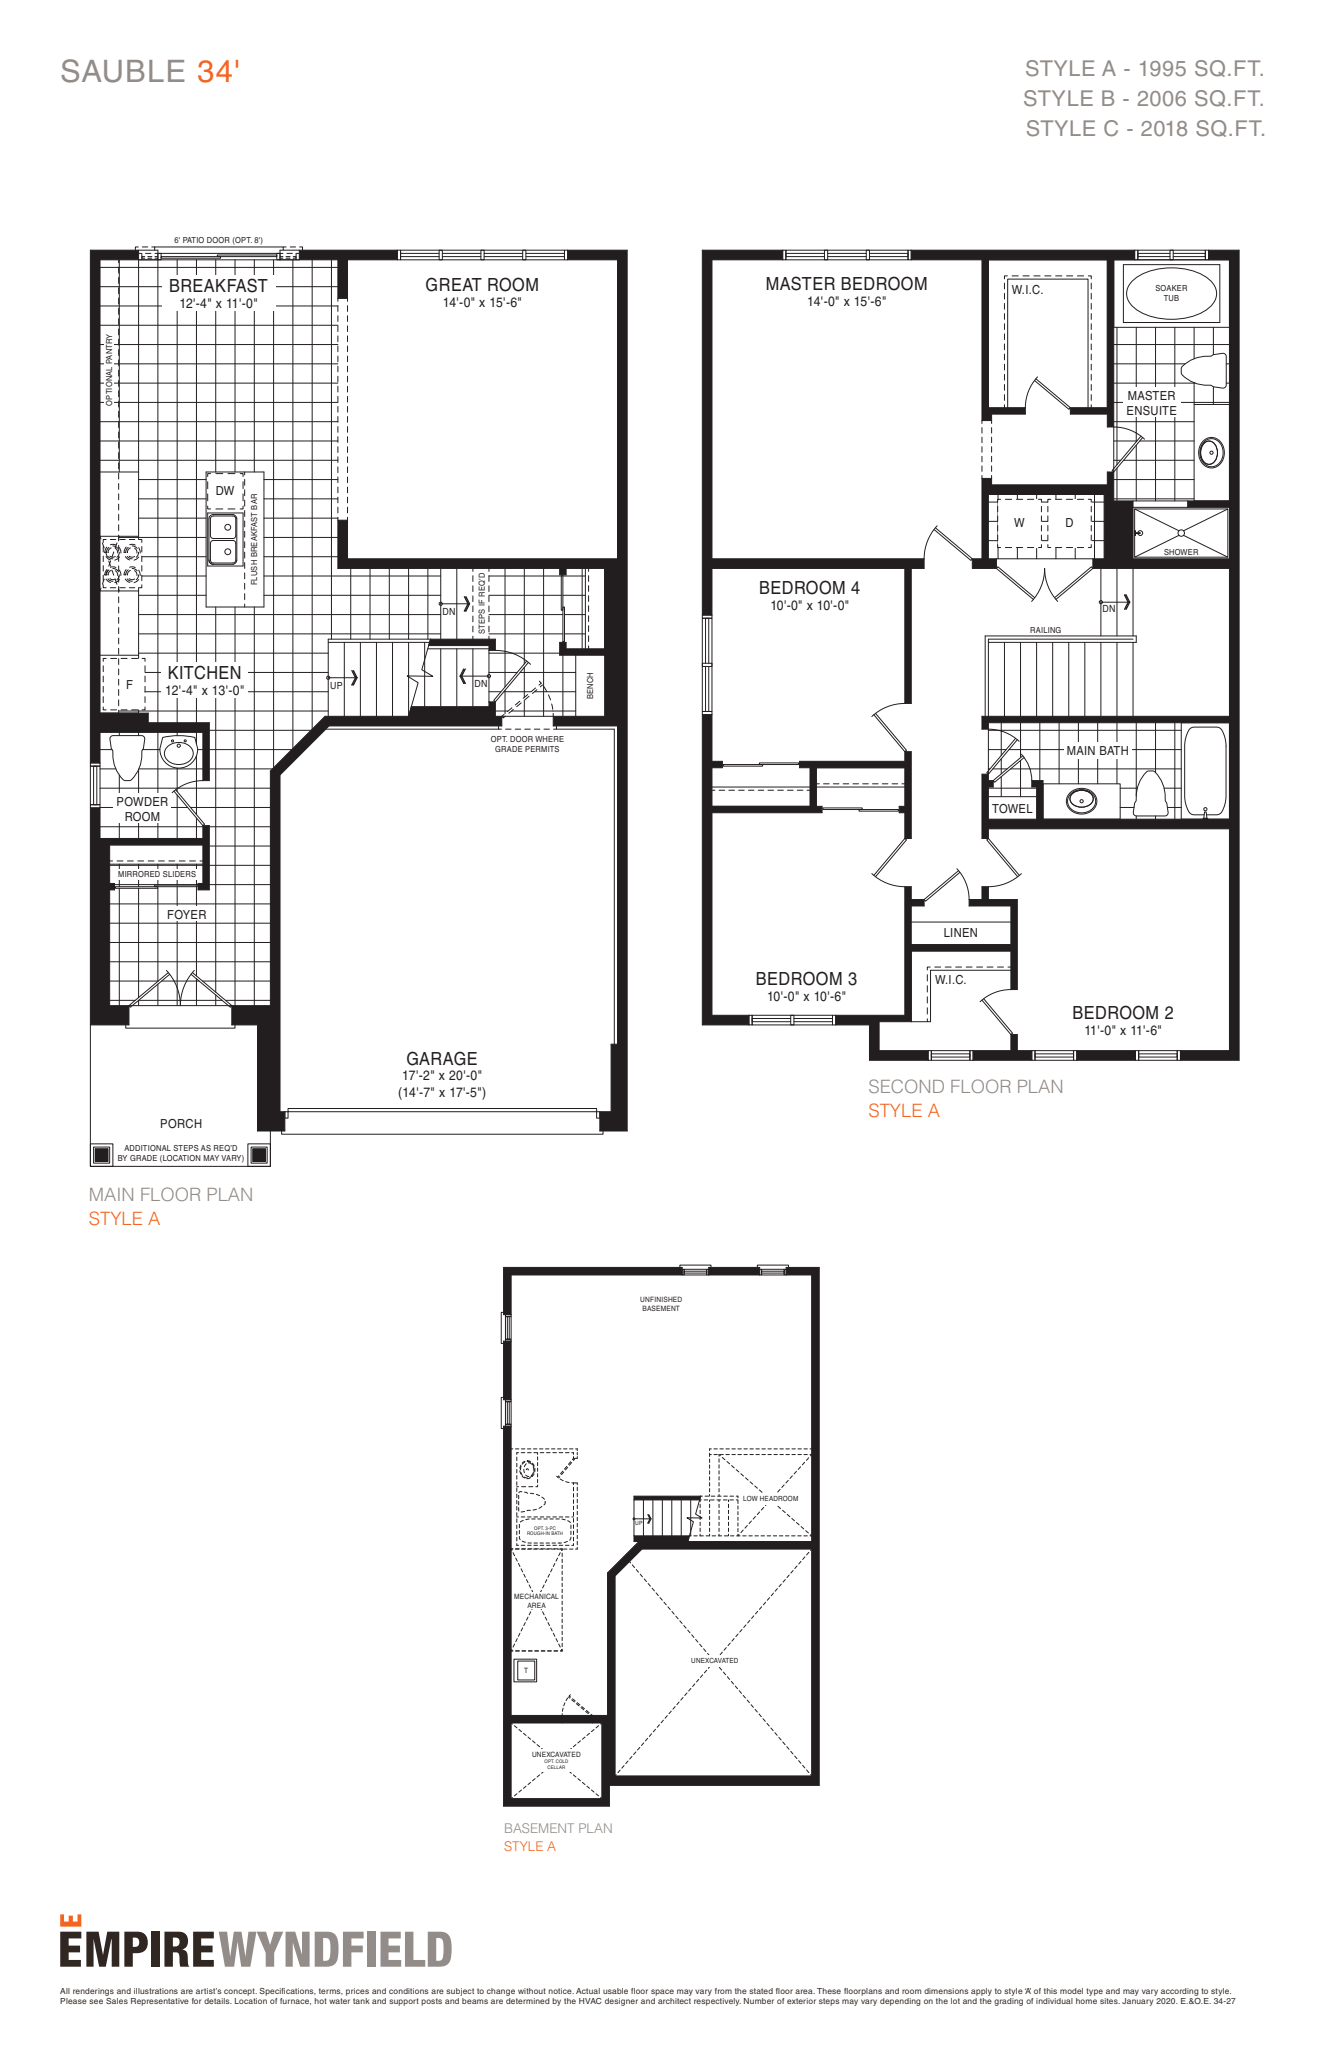 SAUBLE 34'
STYLE A - 1995 SQ.FT.
STYLE B - 2006 SQ.FT.
STYLE C - 2018 SQ.FT.
6' PATIO DOOR (OPT. 8')
BREAKFAST
12'-4" x 11'-0"
GREAT ROOM
14'-0" x 15'-6"
OPTIONAL PANTRY
DW
FLUSH BREAKFAST BAR
DN
STEPS IF REQ'D
KITCHEN
12'-4" x 13'-0"
F
UP
DN
BENCH
OPT. DOOR WHERE
GRADE PERMITS
POWDER
ROOM
MIRRORED SLIDERS
FOYER
GARAGE
17'-2" x 20'-0"
(14'-7" x 17'-5")
PORCH
ADDITIONAL STEPS AS REQ'D
BY GRADE (LOCATION MAY VARY)
MAIN FLOOR PLAN
STYLE A
MASTER BEDROOM
14'-0" x 15'-6"
W.I.C.
SOAKER
TUB
MASTER
ENSUITE
W
D
SHOWER
BEDROOM 4
10'-0" x 10'-0"
DN
RAILING
MAIN BATH
TOWEL
LINEN
BEDROOM 3
10'-0" x 10'-6"
W.I.C.
BEDROOM 2
11'-0" x 11'-6"
SECOND FLOOR PLAN
STYLE A
UNFINISHED
BASEMENT
LOW HEADROOM
UP
OPT. 3-PC
ROUGH-IN BATH
MECHANICAL
AREA
T
UNEXCAVATED
UNEXCAVATED
OPT. COLD
CELLAR
BASEMENT PLAN
STYLE A
E
EMPIRE WYNDFIELD
All renderings and illustrations are artist's concept. Specifications, terms, prices and conditions are subject to change without notice. Actual usable floor space may vary from the stated floor area. These floorplans and room dimensions apply to style 'A' of this model type and may vary according to style.
Please see Sales Representative for details. Location of furnace, hot water tank and support posts and beams are determined by the HVAC designer and architect respectively. Number of exterior steps may vary depending on the lot and the grading of individual home sites. January 2020. E.&O.E. 34-27